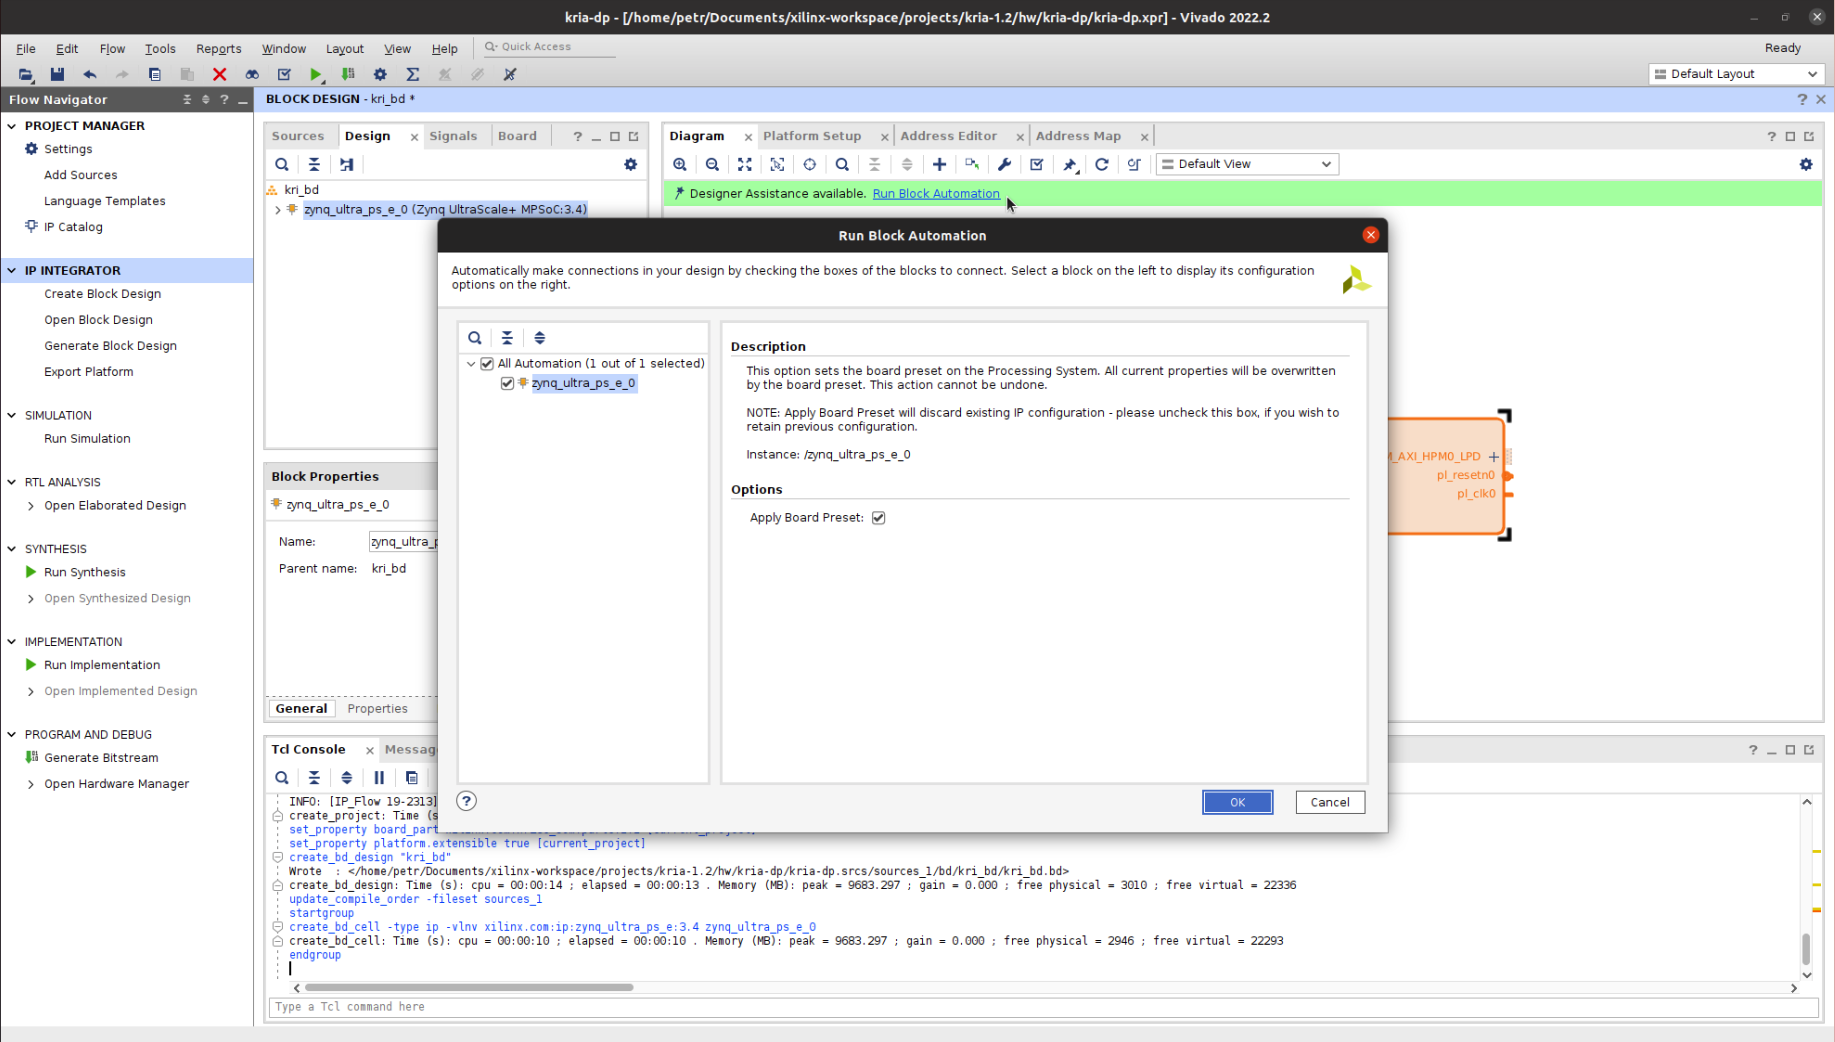 kria-dp - [/home/petr/Documents/xilinx-workspace/projects/kria-1.2/hw/kria-dp/kria-dp.xpr] - Vivado 2022.2
File Edit Flow Tools Reports Window Layout View Help Quick Access Ready
Default Layout
Flow Navigator
BLOCK DESIGN - kri_bd *
PROJECT MANAGER
Settings
Add Sources
Language Templates
IP Catalog
IP INTEGRATOR
Create Block Design
Open Block Design
Generate Block Design
Export Platform
SIMULATION
Run Simulation
RTL ANALYSIS
Open Elaborated Design
SYNTHESIS
Run Synthesis
Open Synthesized Design
IMPLEMENTATION
Run Implementation
Open Implemented Design
PROGRAM AND DEBUG
Generate Bitstream
Open Hardware Manager
Sources Design Signals Board
kri_bd
zynq_ultra_ps_e_0 (Zynq UltraScale+ MPSoC:3.4)
Block Properties
zynq_ultra_ps_e_0
Name: zynq_ultra_p
Parent name: kri_bd
General Properties
Diagram Platform Setup Address Editor Address Map
Default View
Designer Assistance available. Run Block Automation
M_AXI_HPM0_LPD
pl_resetn0
pl_clk0
Run Block Automation
Automatically make connections in your design by checking the boxes of the blocks to connect. Select a block on the left to display its configuration
options on the right.
All Automation (1 out of 1 selected)
zynq_ultra_ps_e_0
Description
This option sets the board preset on the Processing System. All current properties will be overwritten
by the board preset. This action cannot be undone.
NOTE: Apply Board Preset will discard existing IP configuration - please uncheck this box, if you wish to
retain previous configuration.
Instance: /zynq_ultra_ps_e_0
Options
Apply Board Preset:
OK Cancel
Tcl Console Messag
INFO: [IP_Flow 19-2313]
create_project: Time (s
set_property board_part
set_property platform.extensible true [current_project]
create_bd_design "kri_bd"
Wrote : </home/petr/Documents/xilinx-workspace/projects/kria-1.2/hw/kria-dp/kria-dp.srcs/sources_1/bd/kri_bd/kri_bd.bd>
create_bd_design: Time (s): cpu = 00:00:14 ; elapsed = 00:00:13 . Memory (MB): peak = 9683.297 ; gain = 0.000 ; free physical = 3010 ; free virtual = 22336
update_compile_order -fileset sources_1
startgroup
create_bd_cell -type ip -vlnv xilinx.com:ip:zynq_ultra_ps_e:3.4 zynq_ultra_ps_e_0
create_bd_cell: Time (s): cpu = 00:00:10 ; elapsed = 00:00:10 . Memory (MB): peak = 9683.297 ; gain = 0.000 ; free physical = 2946 ; free virtual = 22293
endgroup
Type a Tcl command here